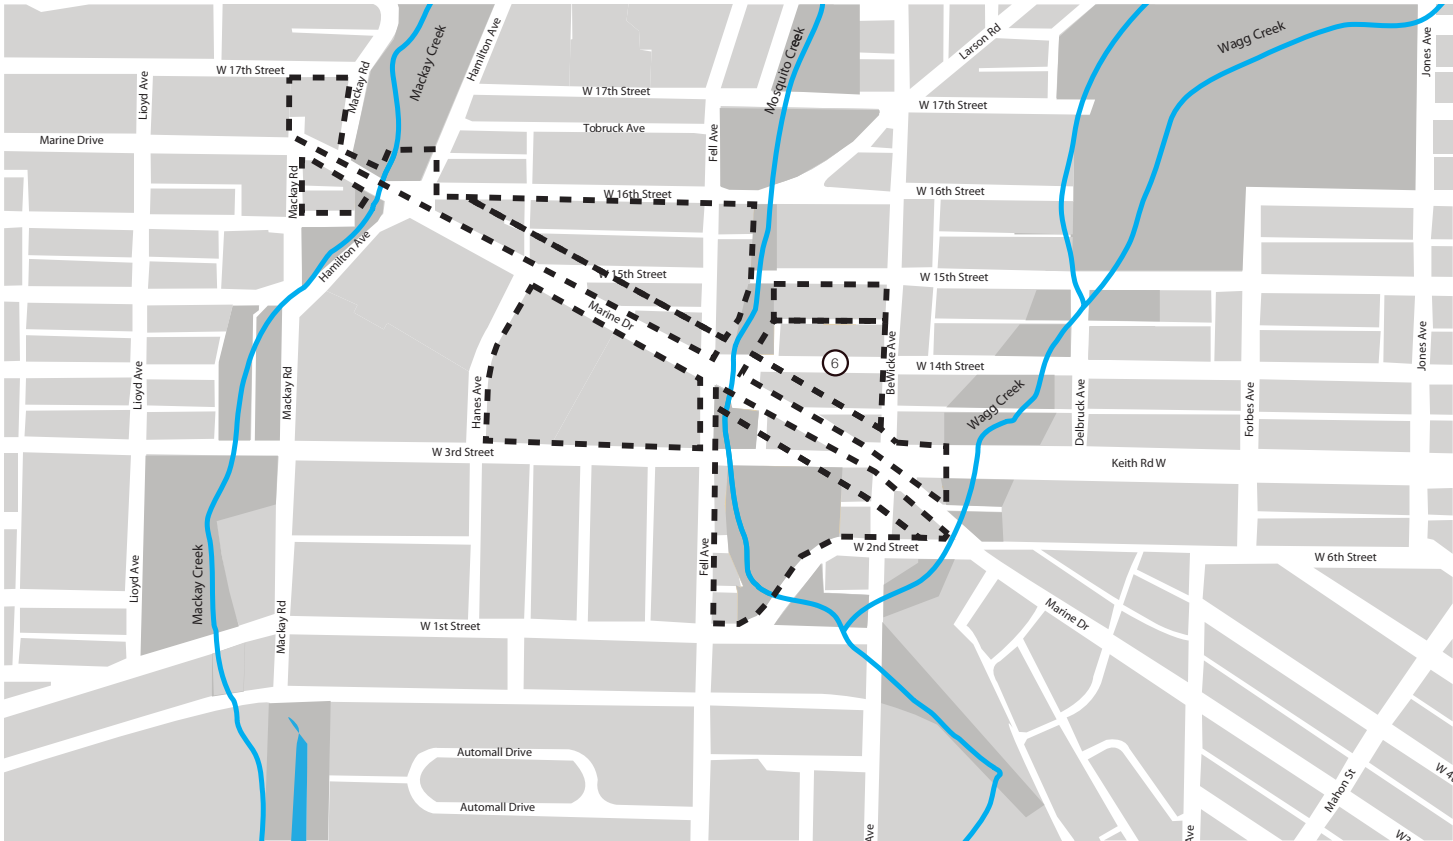 Mackay Creek
Hamilton Ave
Mosquito Creek
Larson Rd
Wagg Creek
Jones Ave
W 17th Street
Lloyd Ave
Mackay Rd
W 17th Street
W 17th Street
Marine Drive
Tobruck Ave
Fell Ave
Mackay Rd
W 16th Street
W 16th Street
Hamilton Ave
W 15th Street
W 15th Street
Marine Dr
BeWicke Ave
6
W 14th Street
Jones Ave
Lloyd Ave
Mackay Rd
Hanes Ave
Wagg Creek
Delbruck Ave
Forbes Ave
W 3rd Street
Keith Rd W
Mackay Creek
Lloyd Ave
Fell Ave
W 2nd Street
W 6th Street
Mackay Rd
W 1st Street
Marine Dr
Automall Drive
Automall Drive
Mahon St
Ave
Ave